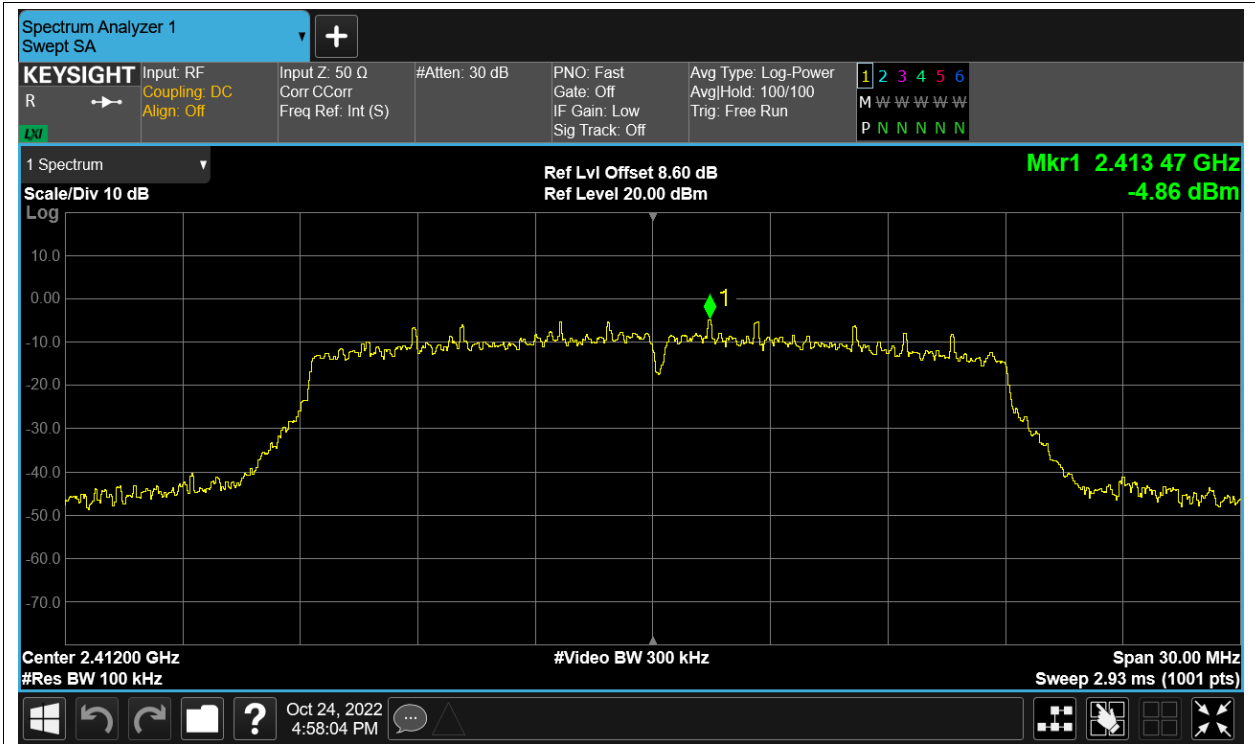 Spectrum Analyzer 1
Swept SA
KEYSIGHT
R
LXI
Input: RF
Coupling: DC
Align: Off
Input Z: 50 Ω
Corr CCorr
Freq Ref: Int (S)
#Atten: 30 dB
PNO: Fast
Gate: Off
IF Gain: Low
Sig Track: Off
Avg Type: Log-Power
Avg|Hold: 100/100
Trig: Free Run
1 2 3 4 5 6
M W W W W W
P N N N N N
1 Spectrum
Scale/Div 10 dB
Log
Ref Lvl Offset 8.60 dB
Ref Level 20.00 dBm
Mkr1 2.413 47 GHz
-4.86 dBm
10.0
0.00
-10.0
-20.0
-30.0
-40.0
-50.0
-60.0
-70.0
1
Center 2.41200 GHz
#Res BW 100 kHz
#Video BW 300 kHz
Span 30.00 MHz
Sweep 2.93 ms (1001 pts)
?
Oct 24, 2022
4:58:04 PM